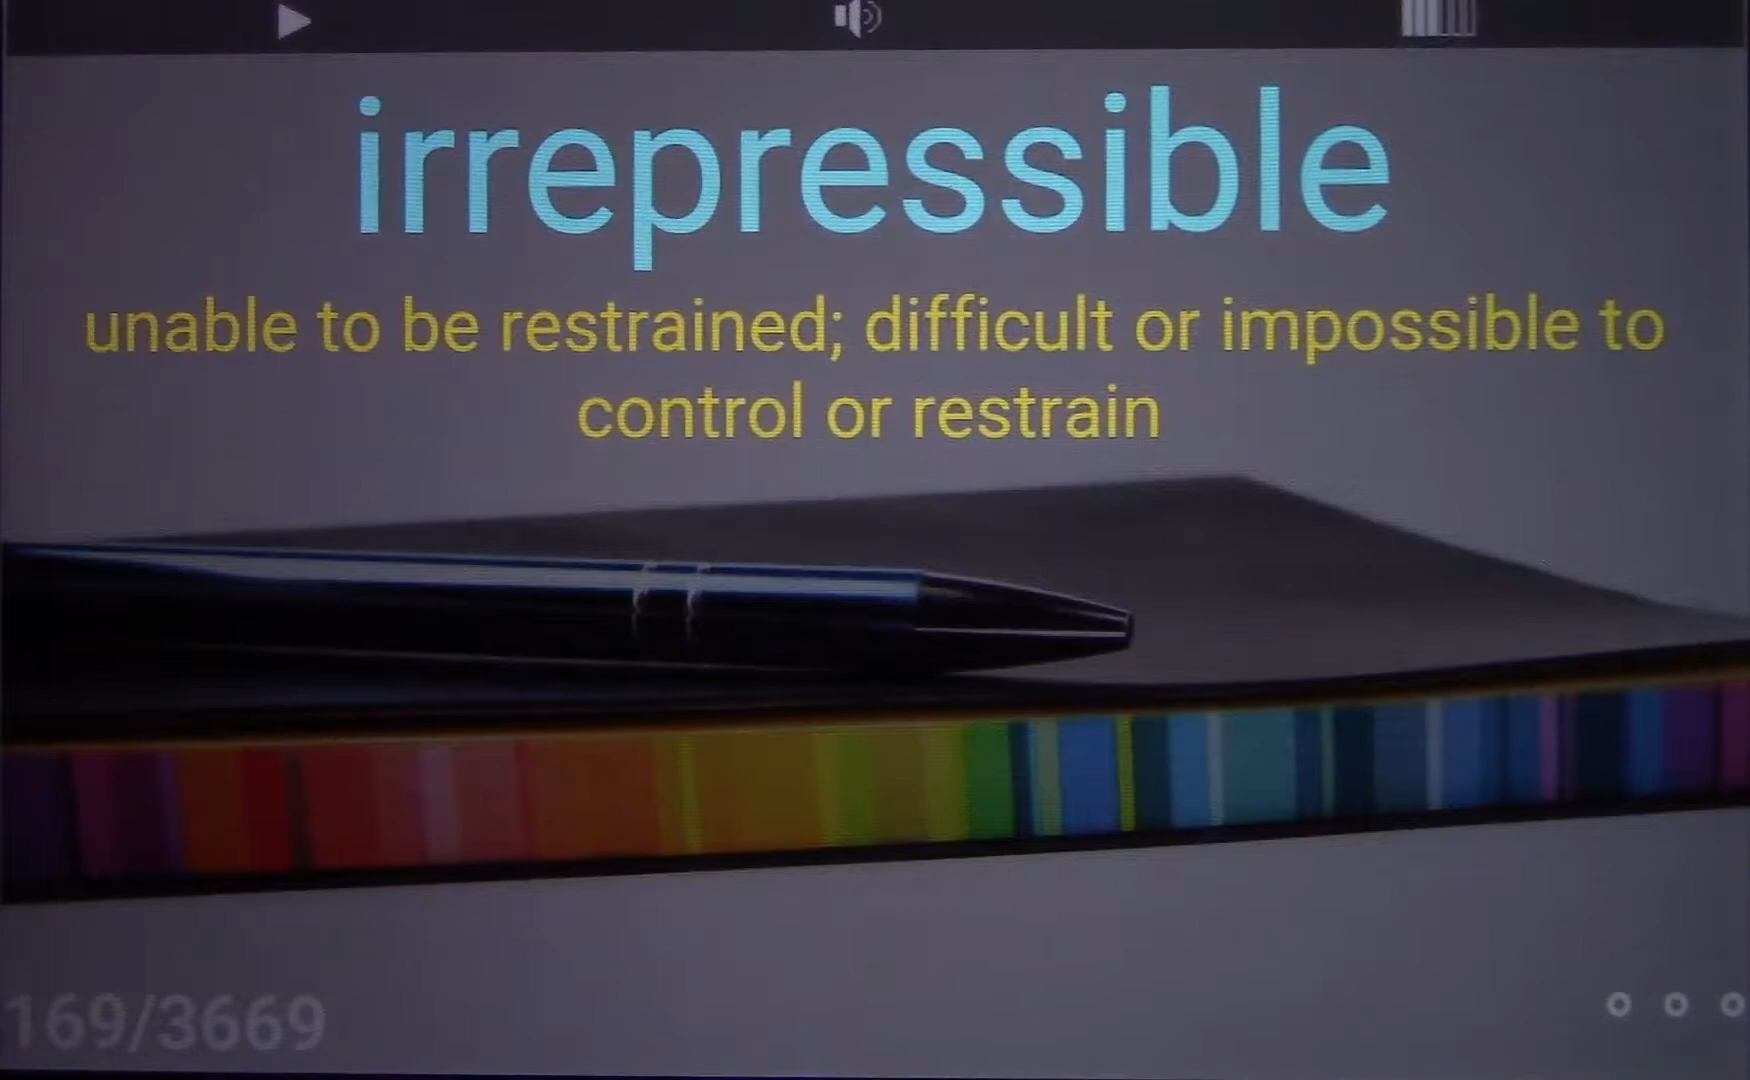 irrepressible
unable to be restrained; difficult or impossible to
control or restrain
169/3669